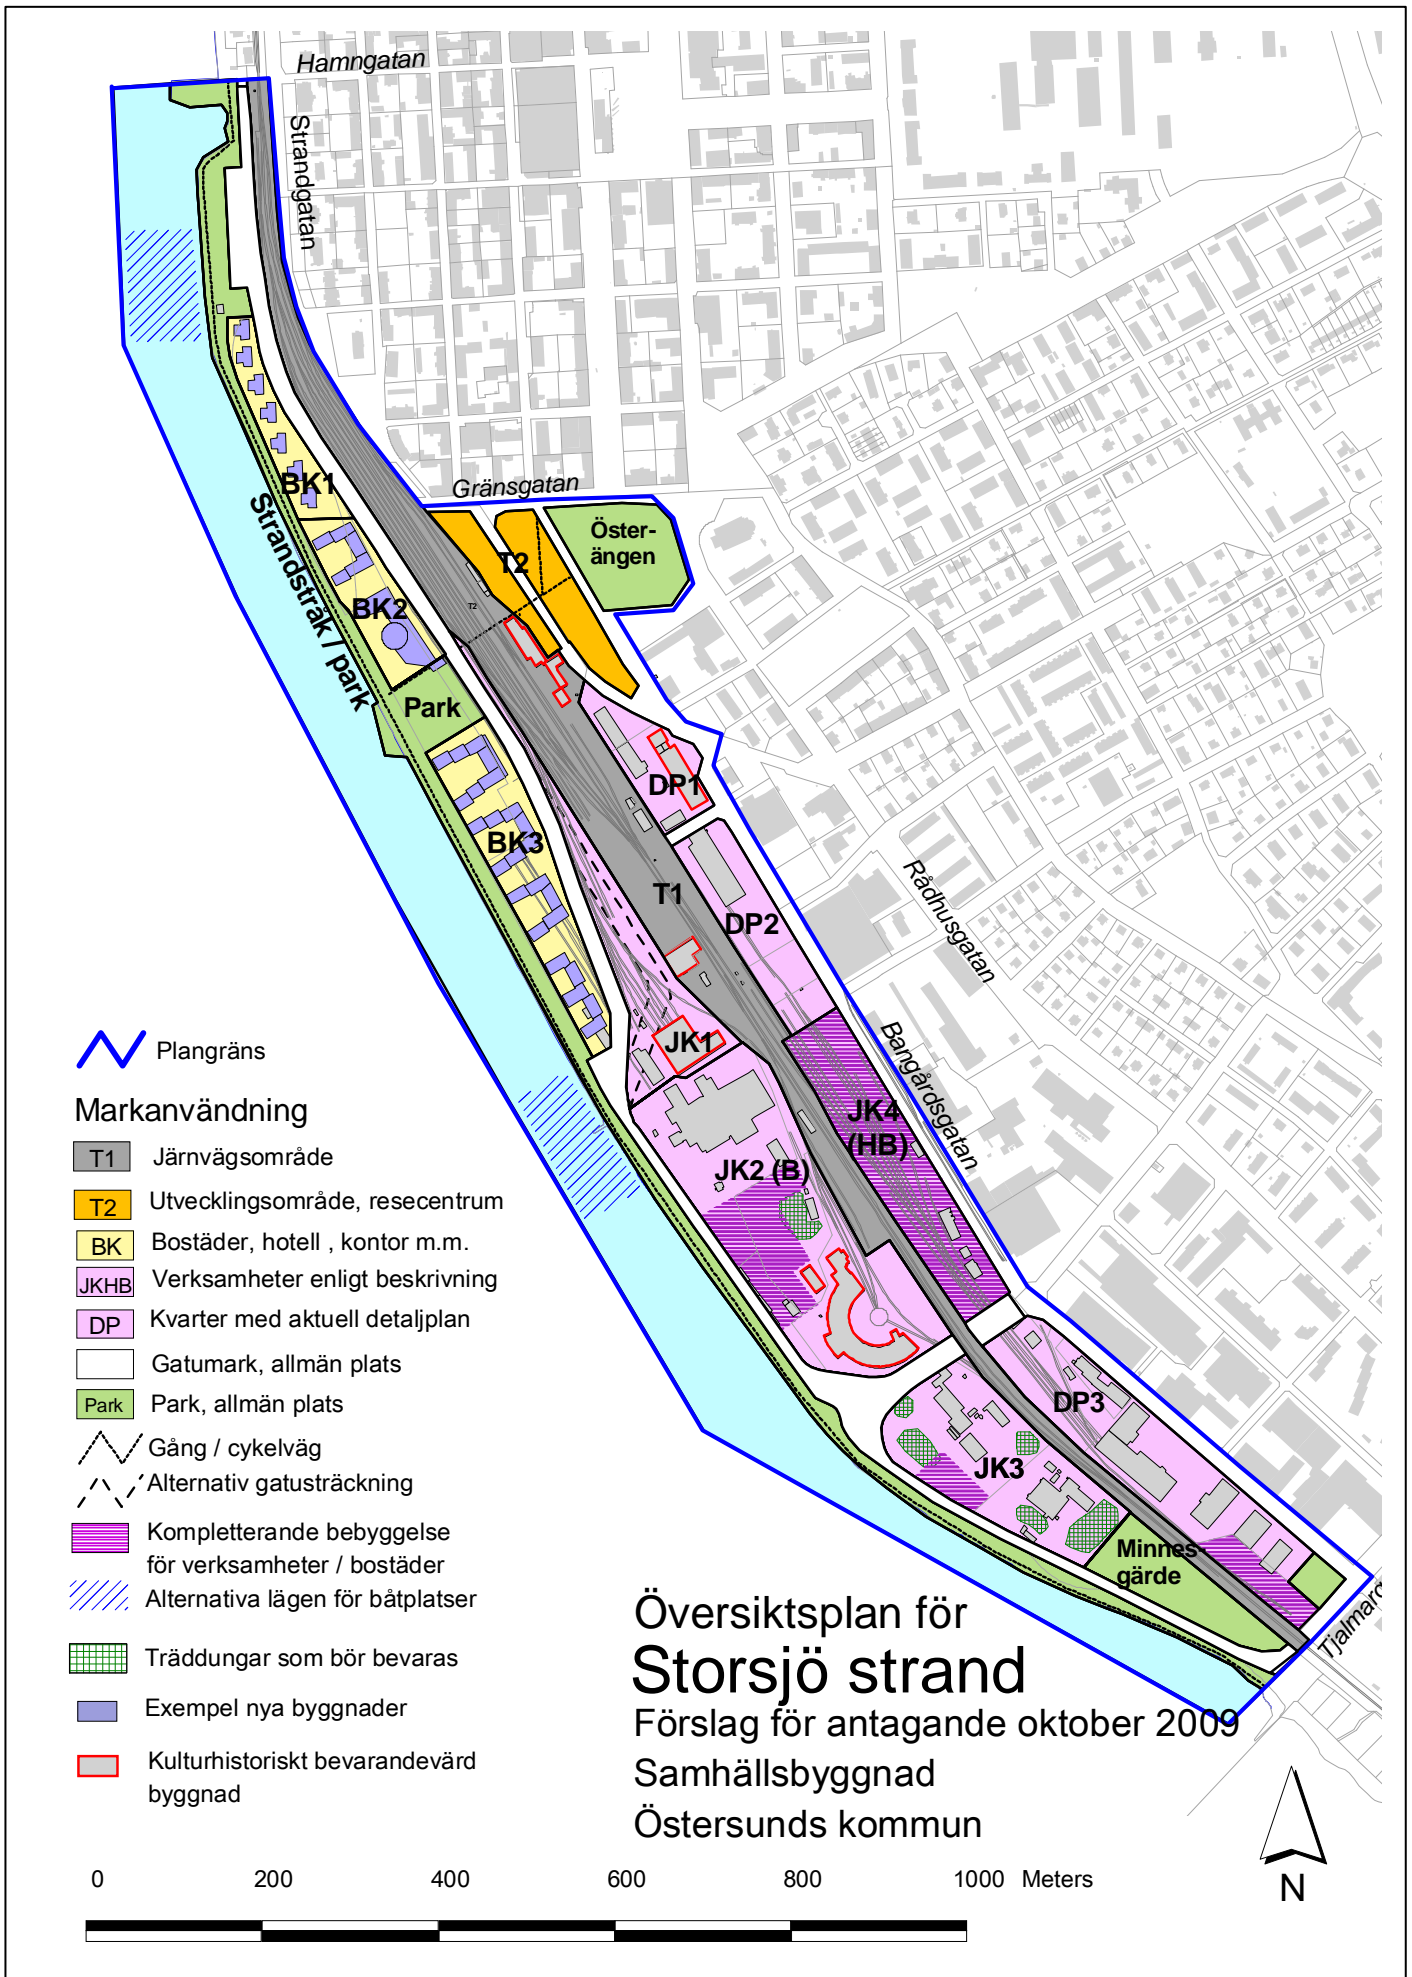 Hamngatan
Strandgatan
Gränsgatan
Öster-
ängen
T2
BK1
BK2
T2
Strandstråk / park
Park
DP1
BK3
T1
DP2
Rådhusgatan
JK1
Bangårdsgatan
JK4
(HB)
JK2 (B)
DP3
JK3
Minnes-
gärde
Plangräns
Markanvändning
T1 Järnvägsområde
T2 Utvecklingsområde, resecentrum
BK Bostäder, hotell , kontor m.m.
JKHB Verksamheter enligt beskrivning
DP Kvarter med aktuell detaljplan
Gatumark, allmän plats
Park Park, allmän plats
Gång / cykelväg
Alternativ gatusträckning
Kompletterande bebyggelse
för verksamheter / bostäder
Alternativa lägen för båtplatser
Träddungar som bör bevaras
Exempel nya byggnader
Kulturhistoriskt bevarandevärd
byggnad
Översiktsplan för
Storsjö strand
Förslag för antagande oktober 2009
Samhällsbyggnad
Östersunds kommun
N
0 200 400 600 800 1000 Meters